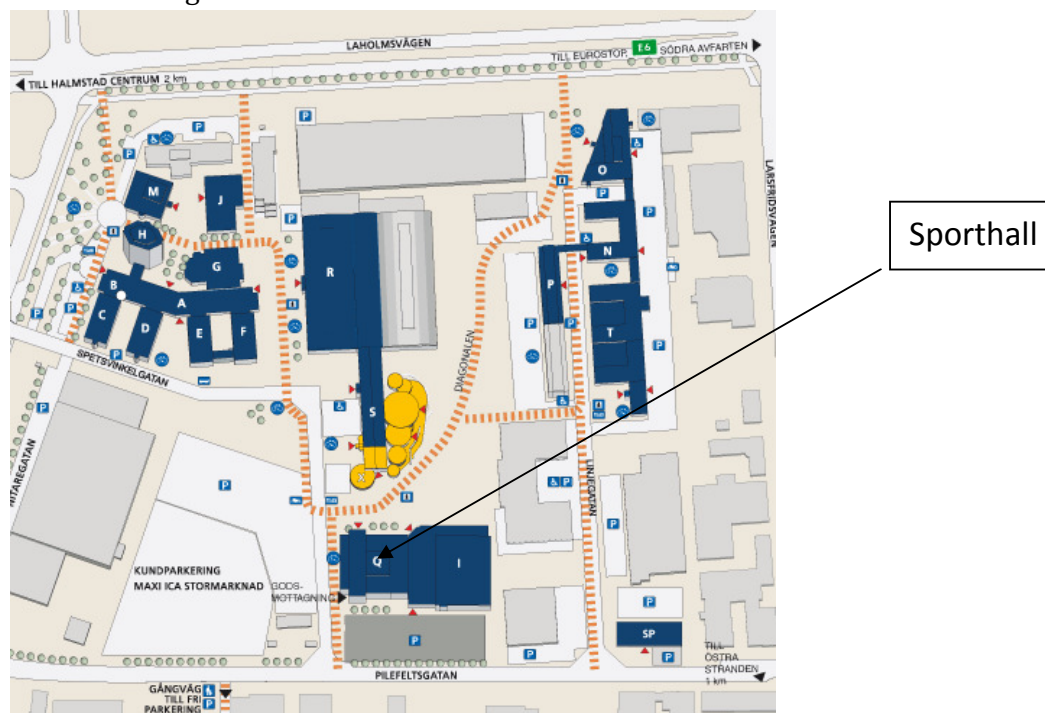 LAHOLMSVÄGEN
TILL EUROSTOP, E6 SÖDRA AVFARTEN
TILL HALMSTAD CENTRUM 2 km
LARSFRIDSVÄGEN
P
P
P
M
J
O
H
G
R
N
P
B
A
C
D
E
F
T
Sporthall
SPETSVINKELGATAN
DIAGONALEN
S
X
LINJEGATAN
KUNDPARKERING
MAXI ICA STORMARKNAD
GODS-
MOTTAGNING
Q
I
P
SP
P
TILL
ÖSTRA
STRANDEN
1 km
PILEFELTSGATAN
GÅNGVÄG
TILL FRI
PARKERING
P